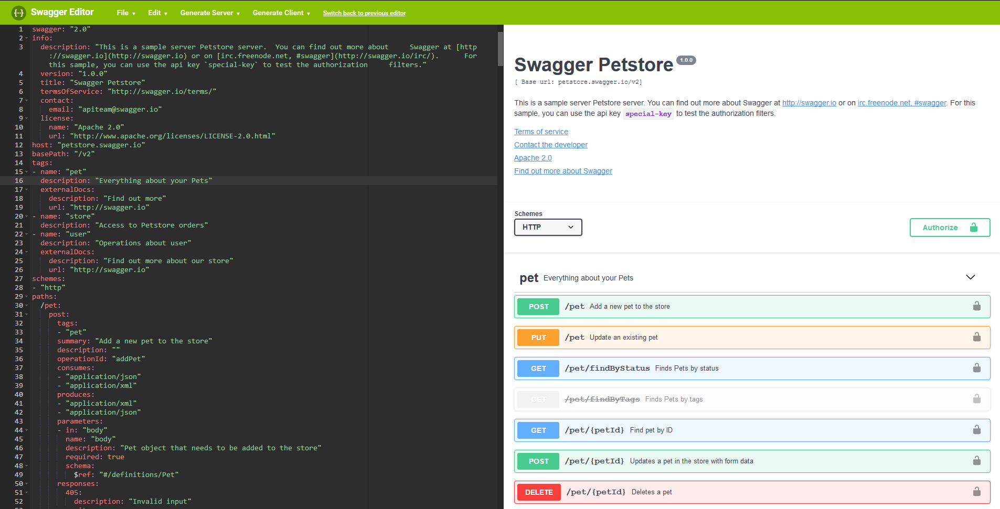 Swagger Editor
File
Edit
Generate Server
Generate Client
Switch back to previous editor
1 swagger: "2.0"
2 info:
3 description: "This is a sample server Petstore server.  You can find out more about     Swagger at [http
://swagger.io](http://swagger.io) or on [irc.freenode.net, #swagger](http://swagger.io/irc/).      For
this sample, you can use the api key `special-key` to test the authorization     filters."
4 version: "1.0.0"
5 title: "Swagger Petstore"
6 termsOfService: "http://swagger.io/terms/"
7 contact:
8 email: "apiteam@swagger.io"
9 license:
10 name: "Apache 2.0"
11 url: "http://www.apache.org/licenses/LICENSE-2.0.html"
12 host: "petstore.swagger.io"
13 basePath: "/v2"
14 tags:
15 - name: "pet"
16 description: "Everything about your Pets"
17 externalDocs:
18 description: "Find out more"
19 url: "http://swagger.io"
20 - name: "store"
21 description: "Access to Petstore orders"
22 - name: "user"
23 description: "Operations about user"
24 externalDocs:
25 description: "Find out more about our store"
26 url: "http://swagger.io"
27 schemes:
28 - "http"
29 paths:
30 /pet:
31 post:
32 tags:
33 - "pet"
34 summary: "Add a new pet to the store"
35 description: ""
36 operationId: "addPet"
37 consumes:
38 - "application/json"
39 - "application/xml"
40 produces:
41 - "application/xml"
42 - "application/json"
43 parameters:
44 - in: "body"
45 name: "body"
46 description: "Pet object that needs to be added to the store"
47 required: true
48 schema:
49 $ref: "#/definitions/Pet"
50 responses:
51 405:
52 description: "Invalid input"
Swagger Petstore 1.0.0
[ Base url: petstore.swagger.io/v2]
This is a sample server Petstore server. You can find out more about Swagger at http://swagger.io or on irc.freenode.net, #swagger. For this
sample, you can use the api key special-key to test the authorization filters.
Terms of service
Contact the developer
Apache 2.0
Find out more about Swagger
Schemes
HTTP
Authorize
pet Everything about your Pets
POST /pet Add a new pet to the store
PUT /pet Update an existing pet
GET /pet/findByStatus Finds Pets by status
GET /pet/findByTags Finds Pets by tags
GET /pet/{petId} Find pet by ID
POST /pet/{petId} Updates a pet in the store with form data
DELETE /pet/{petId} Deletes a pet